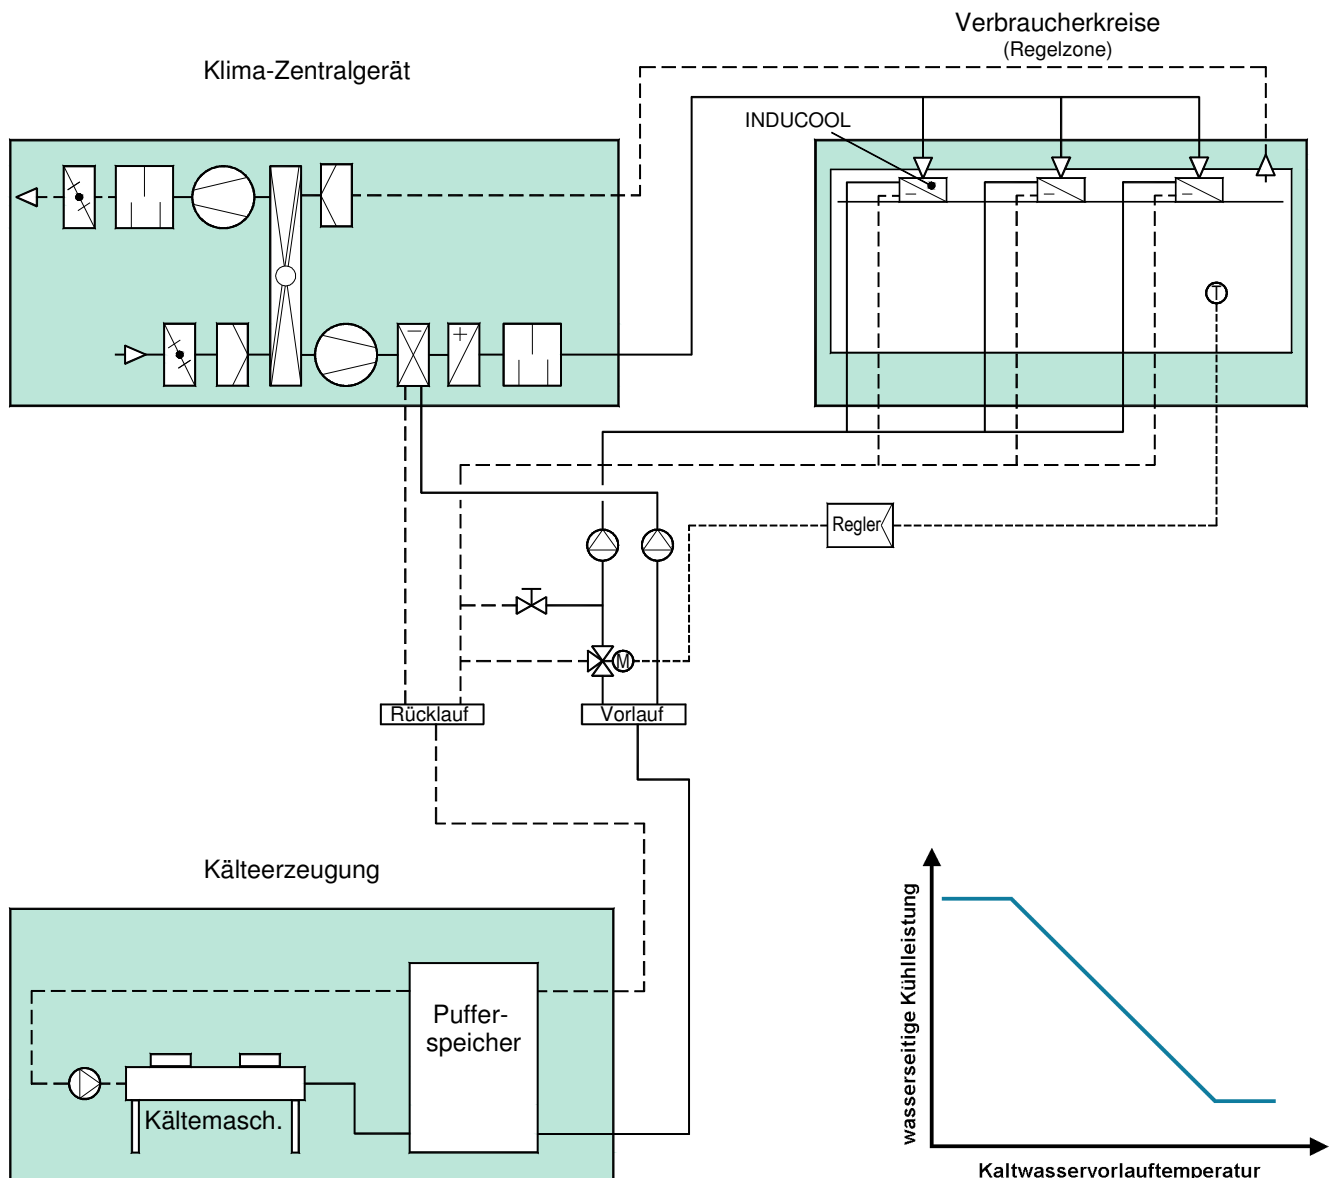 Verbraucherkreise
(Regelzone)
Klima-Zentralgerät
INDUCOOL
T
Regler
M
Rücklauf
Vorlauf
Kälteerzeugung
Puffer-
speicher
Kältemasch.
wasserseitige Kühlleistung
Kaltwasservorlauftemperatur